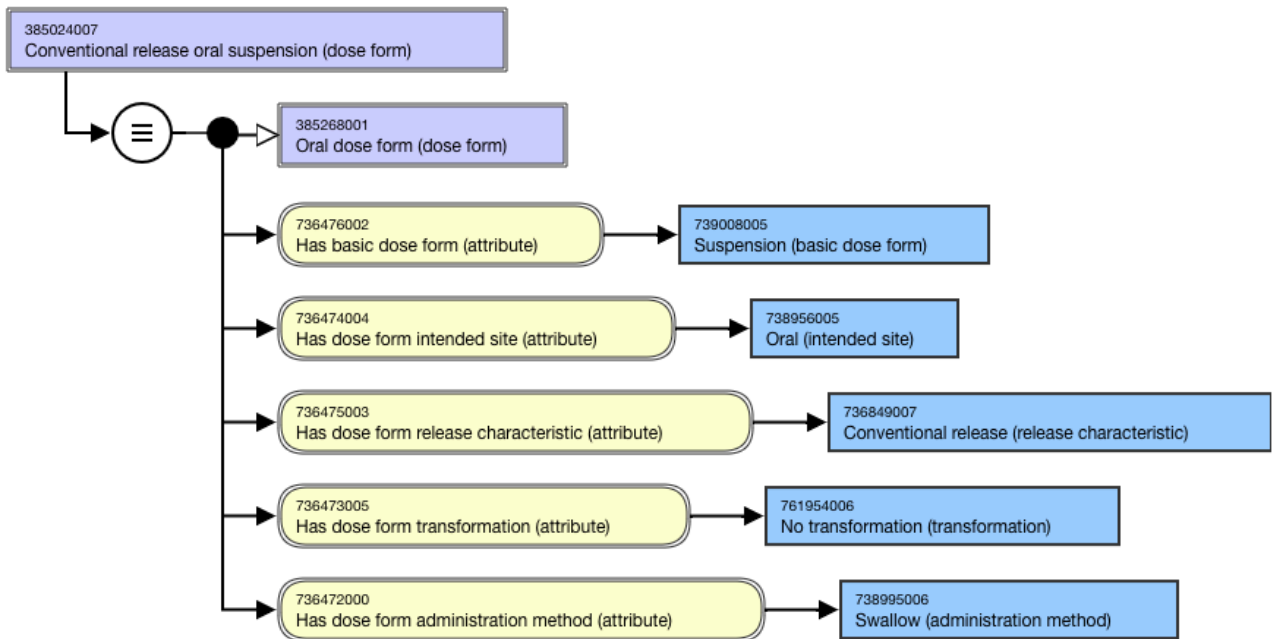 385024007
Conventional release oral suspension (dose form)
385268001
Oral dose form (dose form)
736476002
Has basic dose form (attribute)
739008005
Suspension (basic dose form)
736474004
Has dose form intended site (attribute)
738956005
Oral (intended site)
736475003
Has dose form release characteristic (attribute)
736849007
Conventional release (release characteristic)
736473005
Has dose form transformation (attribute)
761954006
No transformation (transformation)
736472000
Has dose form administration method (attribute)
738995006
Swallow (administration method)